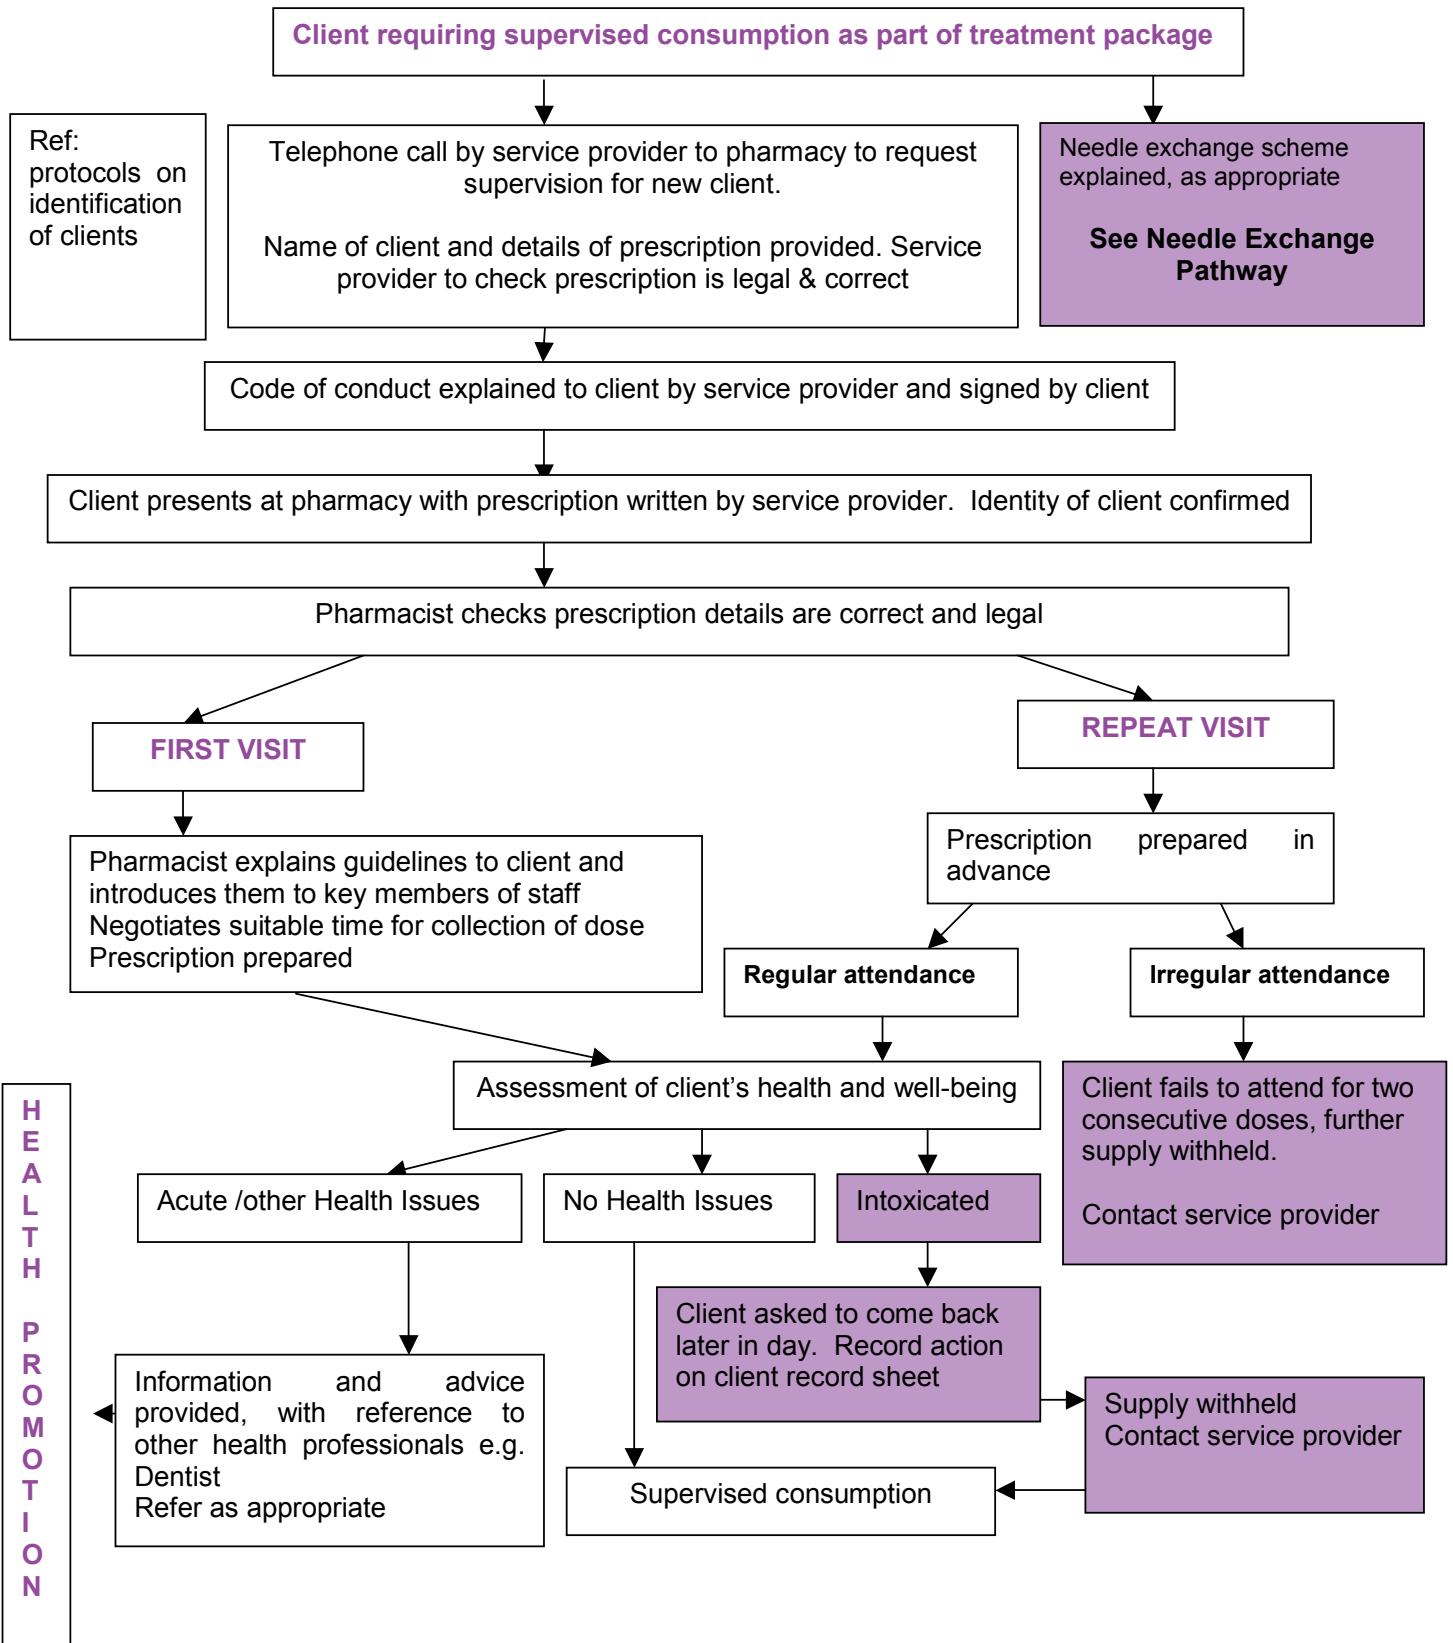 Client requiring supervised consumption as part of treatment package
Ref:
protocols on
identification
of clients
Telephone call by service provider to pharmacy to request
supervision for new client.
Name of client and details of prescription provided. Service
provider to check prescription is legal & correct
Needle exchange scheme
explained, as appropriate
See Needle Exchange
Pathway
Code of conduct explained to client by service provider and signed by client
Client presents at pharmacy with prescription written by service provider.  Identity of client confirmed
Pharmacist checks prescription details are correct and legal
FIRST VISIT
REPEAT VISIT
Pharmacist explains guidelines to client and
introduces them to key members of staff
Negotiates suitable time for collection of dose
Prescription prepared
Prescription prepared in
advance
Regular attendance
Irregular attendance
Assessment of client’s health and well-being
Client fails to attend for two
consecutive doses, further
supply withheld.
Contact service provider
Acute /other Health Issues
No Health Issues
Intoxicated
Client asked to come back
later in day.  Record action
on client record sheet
Information and advice
provided, with reference to
other health professionals e.g.
Dentist
Refer as appropriate
Supply withheld
Contact service provider
Supervised consumption
H
E
A
L
T
H
P
R
O
M
O
T
I
O
N